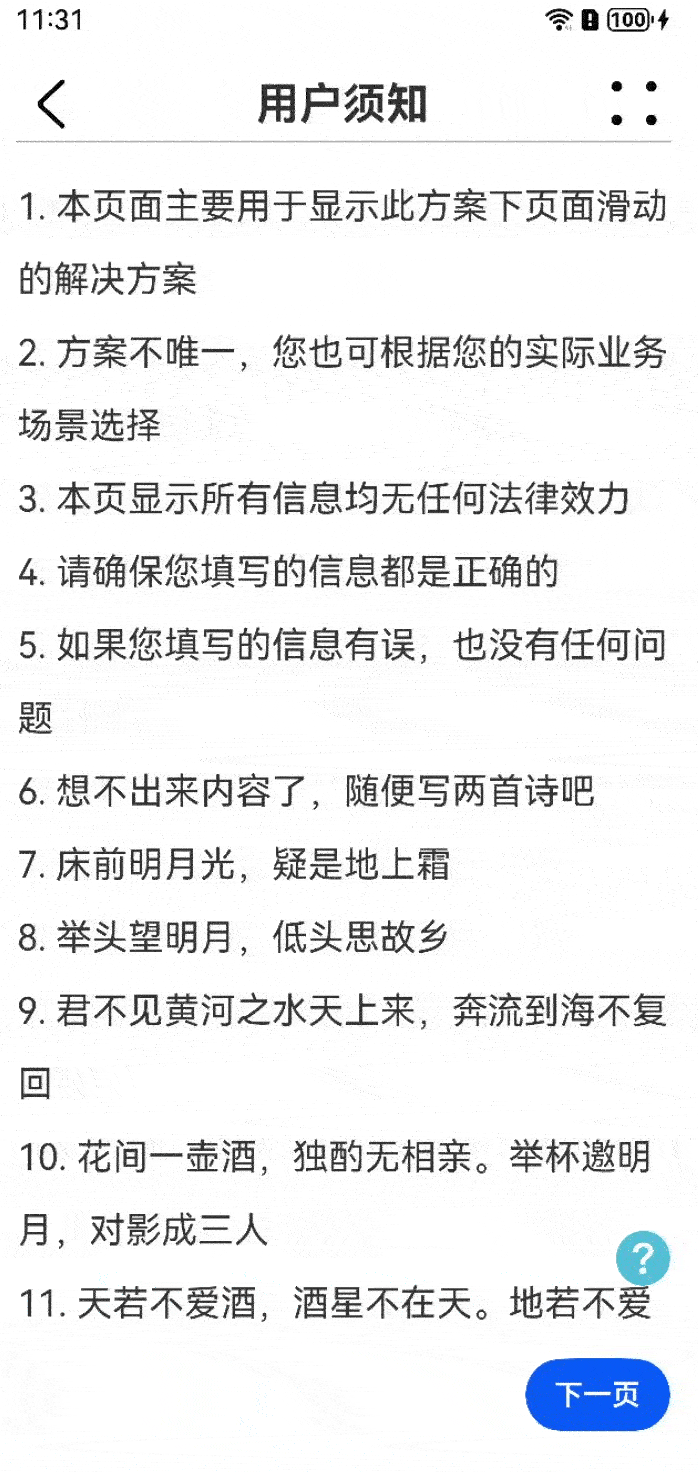 11:31
100
用户须知
1. 本页面主要用于显示此方案下页面滑动
的解决方案
2. 方案不唯一，您也可根据您的实际业务
场景选择
3. 本页显示所有信息均无任何法律效力
4. 请确保您填写的信息都是正确的
5. 如果您填写的信息有误，也没有任何问
题
6. 想不出来内容了，随便写两首诗吧
7. 床前明月光，疑是地上霜
8. 举头望明月，低头思故乡
9. 君不见黄河之水天上来，奔流到海不复
回
10. 花间一壶酒，独酌无相亲。举杯邀明
月，对影成三人
?
11. 天若不爱酒，酒星不在天。地若不爱
下一页